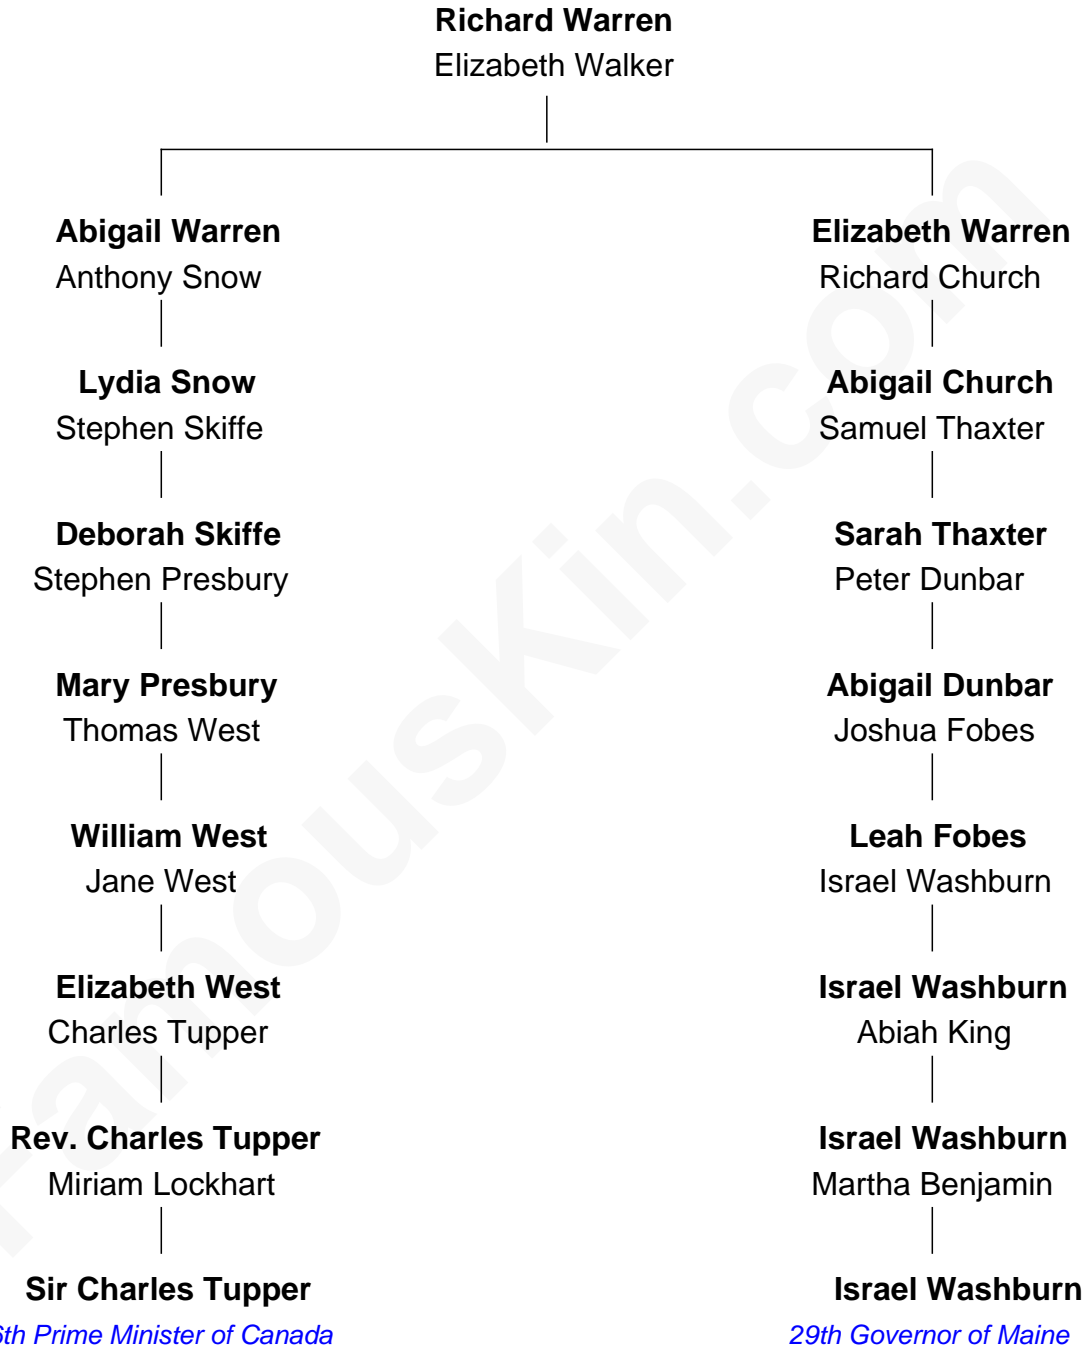 Richard Warren
Elizabeth Walker
Abigail Warren
Anthony Snow
Elizabeth Warren
Richard Church
Lydia Snow
Stephen Skiffe
Abigail Church
Samuel Thaxter
Deborah Skiffe
Stephen Presbury
Sarah Thaxter
Peter Dunbar
Mary Presbury
Thomas West
Abigail Dunbar
Joshua Fobes
William West
Jane West
Leah Fobes
Israel Washburn
Elizabeth West
Charles Tupper
Israel Washburn
Abiah King
Rev. Charles Tupper
Miriam Lockhart
Israel Washburn
Martha Benjamin
Sir Charles Tupper
6th Prime Minister of Canada
Israel Washburn
29th Governor of Maine
FamousKin.com